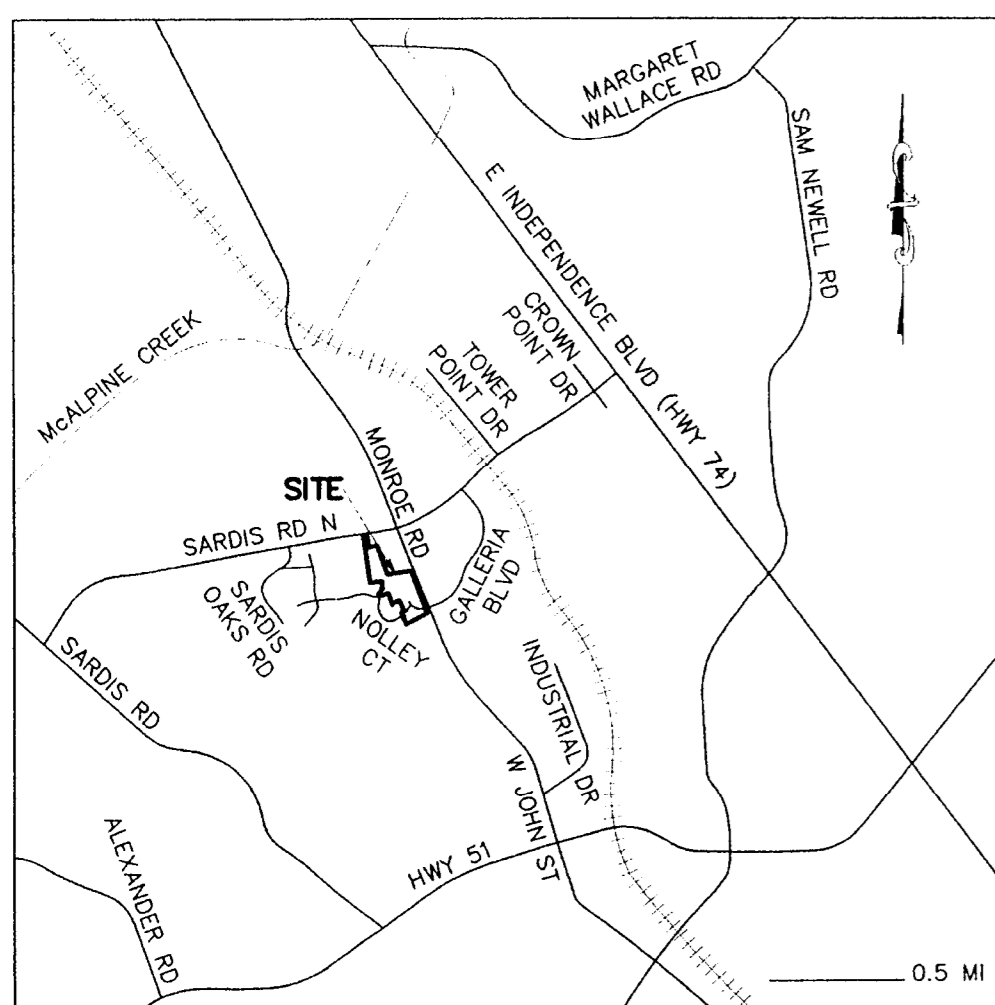 MARGARET
WALLACE RD
SAM NEWELL RD
E INDEPENDENCE BLVD (HWY 74)
CROWN
POINT DR
TOWER
POINT DR
McALPINE CREEK
MONROE RD
SITE
SARDIS RD N
GALLERIA
BLVD
SARDIS
OAKS RD
NOLLEY
CT
SARDIS RD
INDUSTRIAL DR
W JOHN ST
ALEXANDER RD
HWY 51
0.5 MI